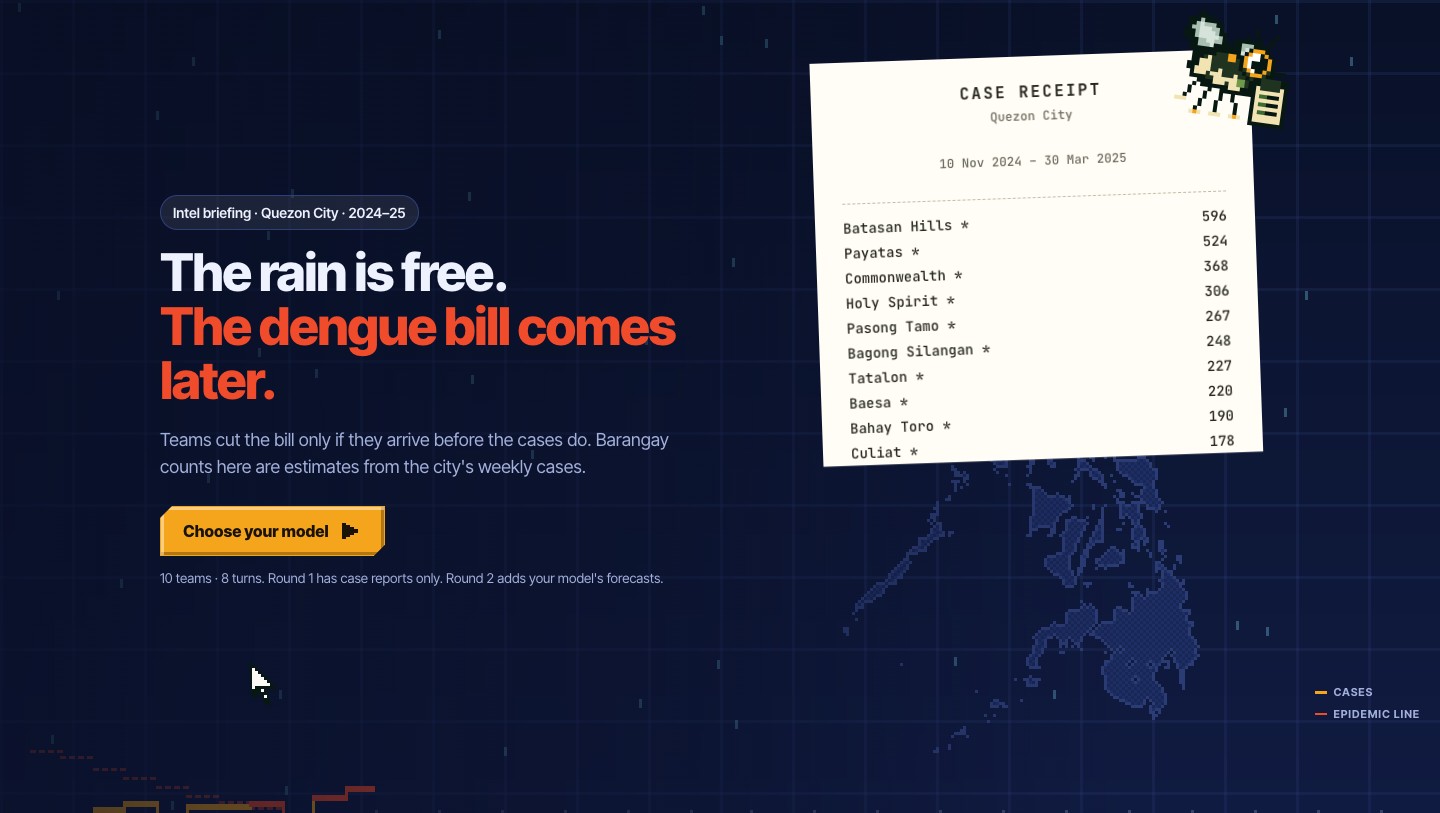 Intel briefing · Quezon City · 2024–25
The rain is free.
The dengue bill comes
later.
Teams cut the bill only if they arrive before the cases do. Barangay
counts here are estimates from the city's weekly cases.
Choose your model
10 teams · 8 turns. Round 1 has case reports only. Round 2 adds your model's forecasts.
CASE RECEIPT
Quezon City
10 Nov 2024 – 30 Mar 2025
Batasan Hills * 596
Payatas * 524
Commonwealth * 368
Holy Spirit * 306
Pasong Tamo * 267
Bagong Silangan * 248
Tatalon * 227
Baesa * 220
Bahay Toro * 190
Culiat * 178
CASES
EPIDEMIC LINE